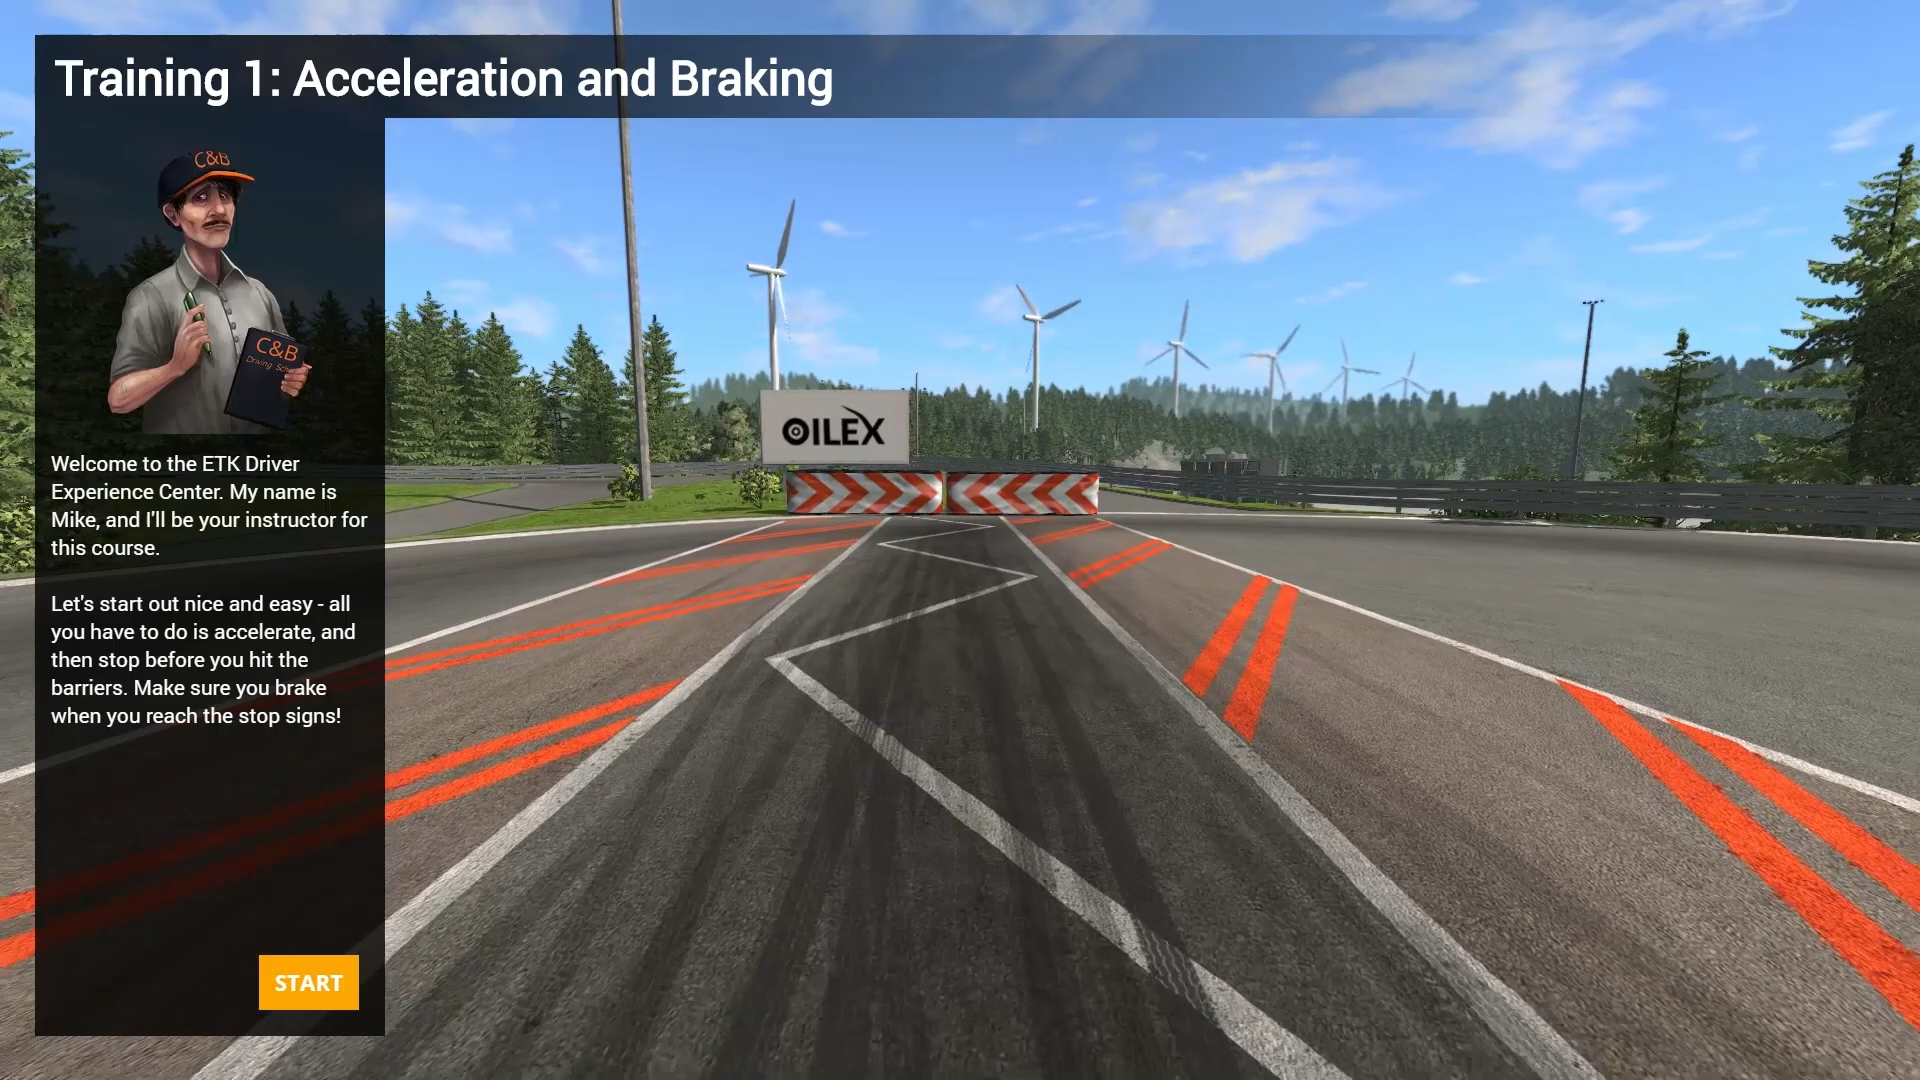 Training 1: Acceleration and Braking
C&B
C&B
Driving
Welcome to the ETK Driver
Experience Center. My name is
Mike, and I'll be your instructor for
this course.
Let's start out nice and easy - all
you have to do is accelerate, and
then stop before you hit the
barriers. Make sure you brake
when you reach the stop signs!
START
OILEX